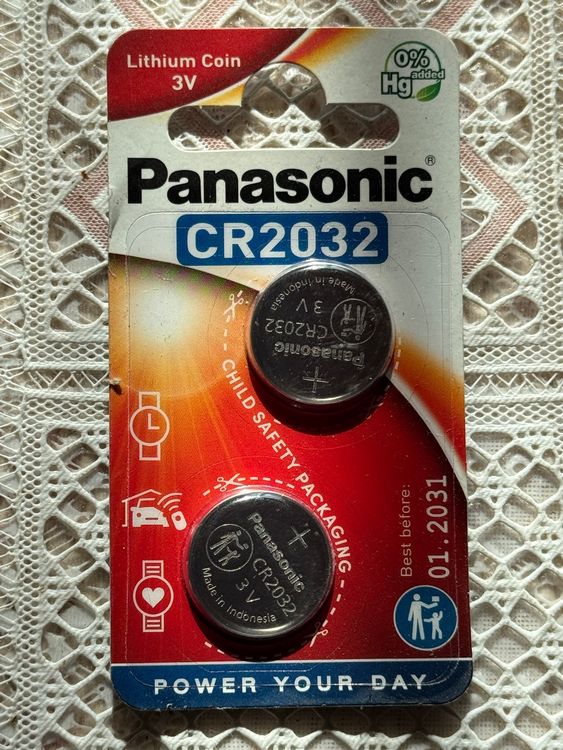 Lithium Coin
3V
0%
Hg added
Panasonic®
CR2032
Made in Indonesia
3V
CR2032
Panasonic
+
CHILD SAFETY PACKAGING
+
Panasonic
CR2032
3V
Made in Indonesia
Best before:
01.2031
POWER YOUR DAY